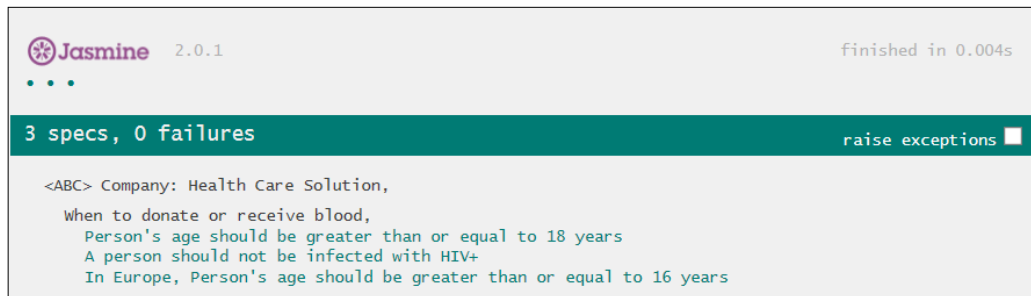 Jasmine 2.0.1 finished in 0.004s
• • •
3 specs, 0 failures raise exceptions
<ABC> Company: Health Care Solution,
When to donate or receive blood,
Person's age should be greater than or equal to 18 years
A person should not be infected with HIV+
In Europe, Person's age should be greater than or equal to 16 years